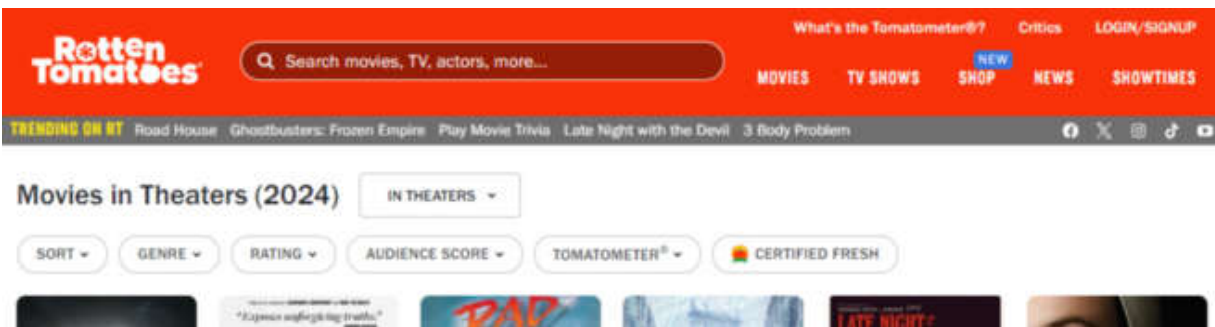 What's the Tomatometer®? Critics LOGIN/SIGNUP
Rotten
Tomatoes
Search movies, TV, actors, more...
NEW
MOVIES TV SHOWS SHOP NEWS SHOWTIMES
TRENDING ON RT Road House Ghostbusters: Frozen Empire Play Movie Trivia Late Night with the Devil 3 Body Problem
Movies in Theaters (2024) IN THEATERS
SORT GENRE RATING AUDIENCE SCORE TOMATOMETER® CERTIFIED FRESH
"Exposes unforgiving truths."
LATE NIGHT